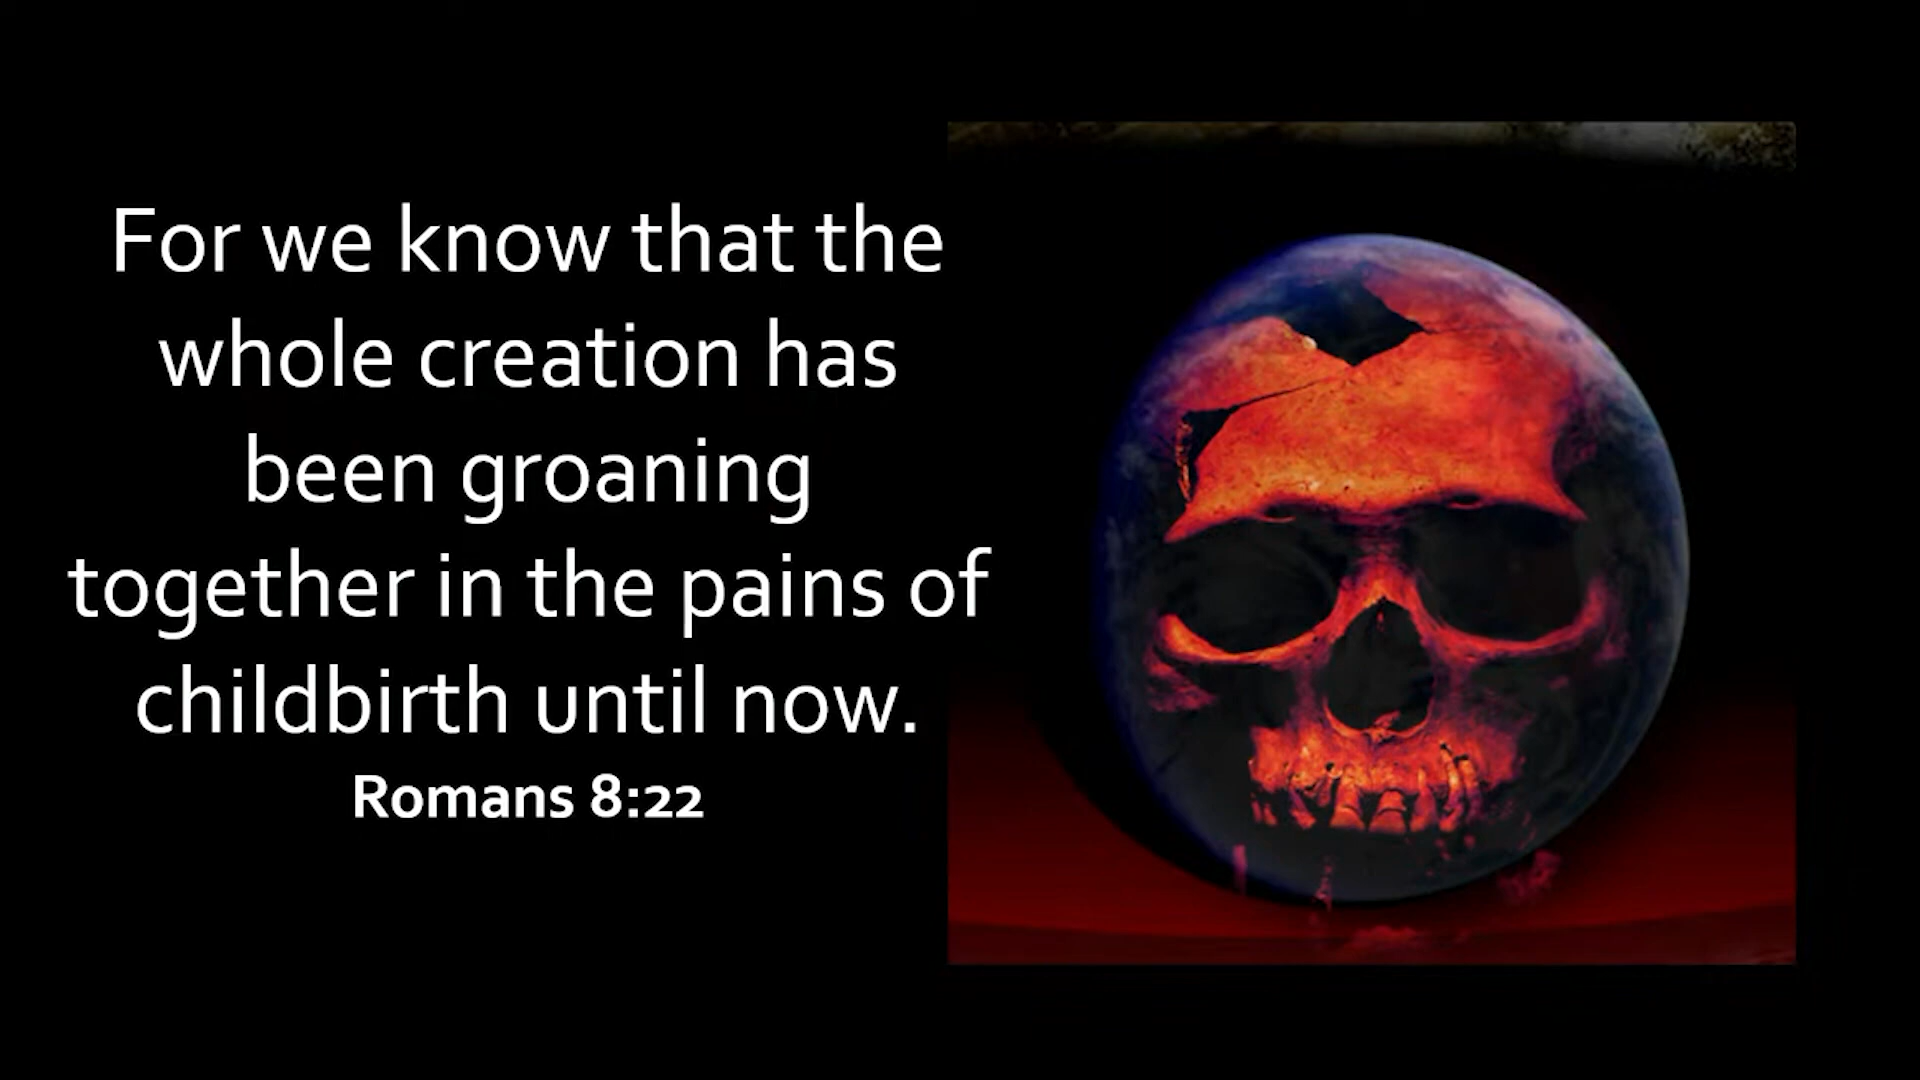 For we know that the
whole creation has
been groaning
together in the pains of
childbirth until now.
Romans 8:22